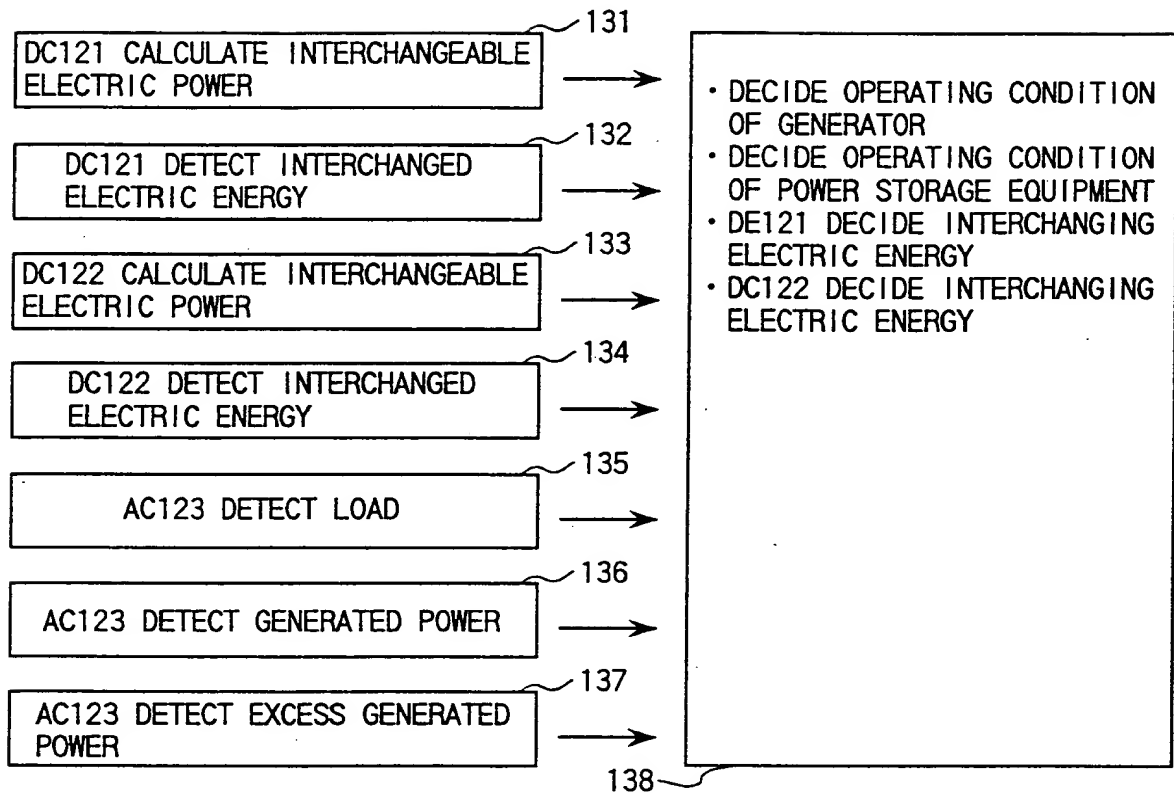 131
DC121 CALCULATE INTERCHANGEABLE
ELECTRIC POWER
132
DC121 DETECT INTERCHANGED
ELECTRIC ENERGY
133
DC122 CALCULATE INTERCHANGEABLE
ELECTRIC POWER
134
DC122 DETECT INTERCHANGED
ELECTRIC ENERGY
135
AC123 DETECT LOAD
136
AC123 DETECT GENERATED POWER
137
AC123 DETECT EXCESS GENERATED
POWER
・DECIDE OPERATING CONDITION
OF GENERATOR
・DECIDE OPERATING CONDITION
OF POWER STORAGE EQUIPMENT
・DE121 DECIDE INTERCHANGING
ELECTRIC ENERGY
・DC122 DECIDE INTERCHANGING
ELECTRIC ENERGY
138